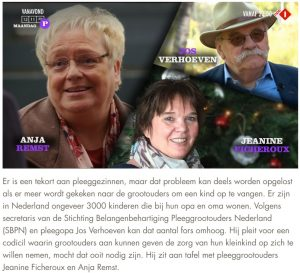 VANAVOND
MAANDAG
JOS
VERHOEVEN
VANAF
ANJA
REMST
JEANINE
FICHEROUX
Er is een tekort aan pleeggezinnen, maar dat probleem kan deels worden opgelost
als er meer wordt gekeken naar de grootouders om een kind op te vangen. Er zijn
in Nederland ongeveer 3000 kinderen die bij hun opa en oma wonen. Volgens
secretaris van de Stichting Belangenbehartiging Pleeggrootouders Nederland
(SBPN) en pleegopa Jos Verhoeven kan dat aantal fors omhoog. Hij pleit voor een
codicil waarin grootouders aan kunnen geven de zorg van hun kleinkind op zich te
willen nemen, mocht dat ooit nodig zijn. Hij zit aan tafel met pleeggrootouders
Jeanine Ficheroux en Anja Remst.